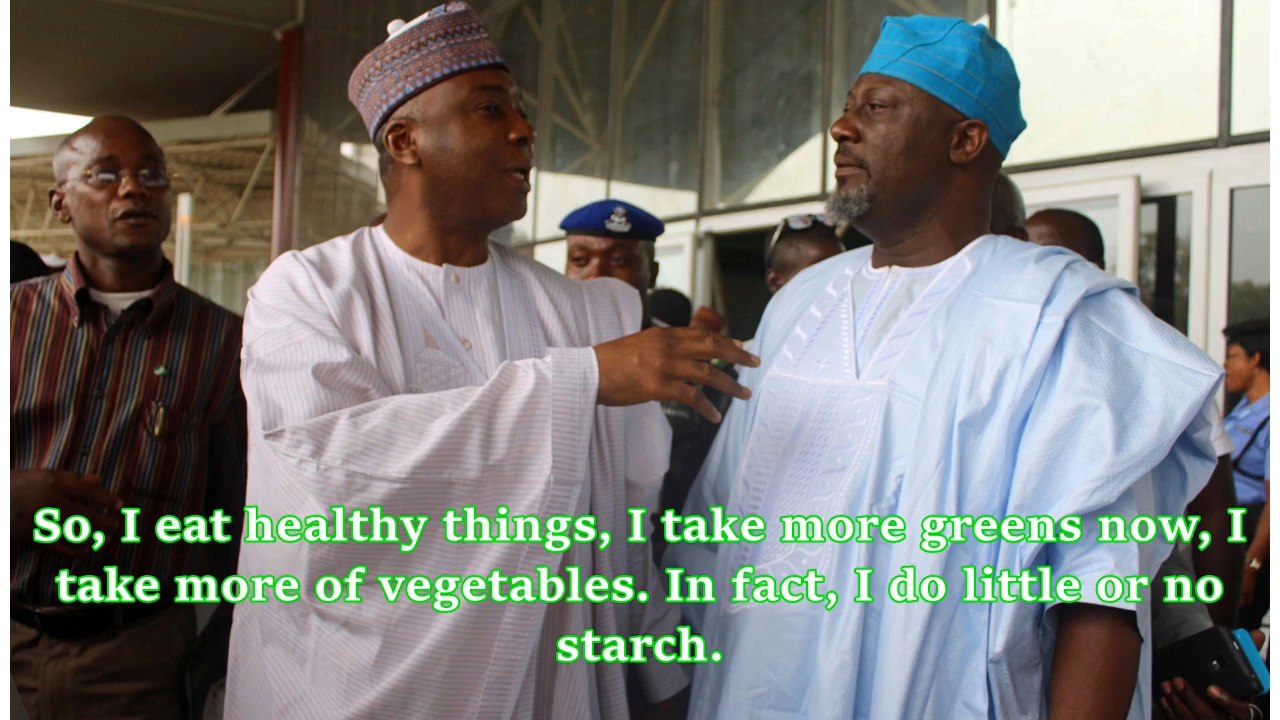 So, I eat healthy things, I take more greens now, I
take more of vegetables. In fact, I do little or no
starch.